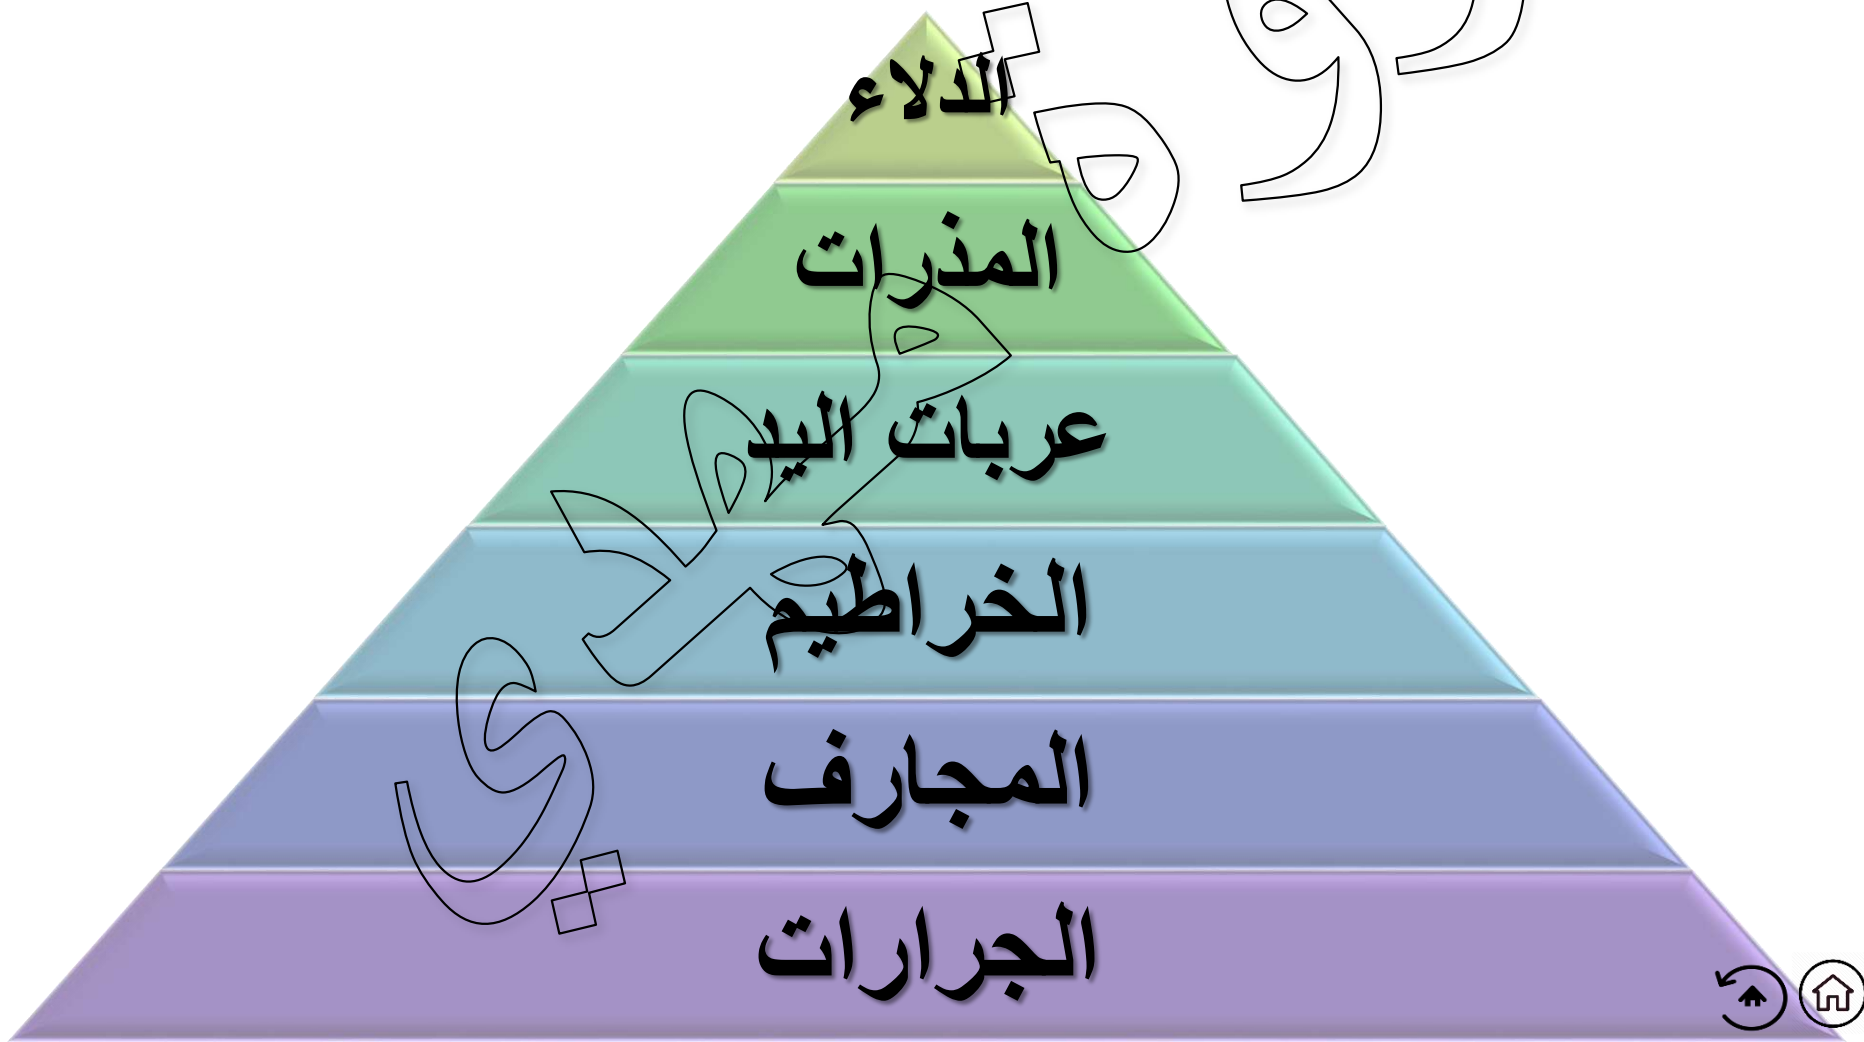 الدلاء
المذرات
عربات اليد
الخراطيم
المجارف
الجرارات